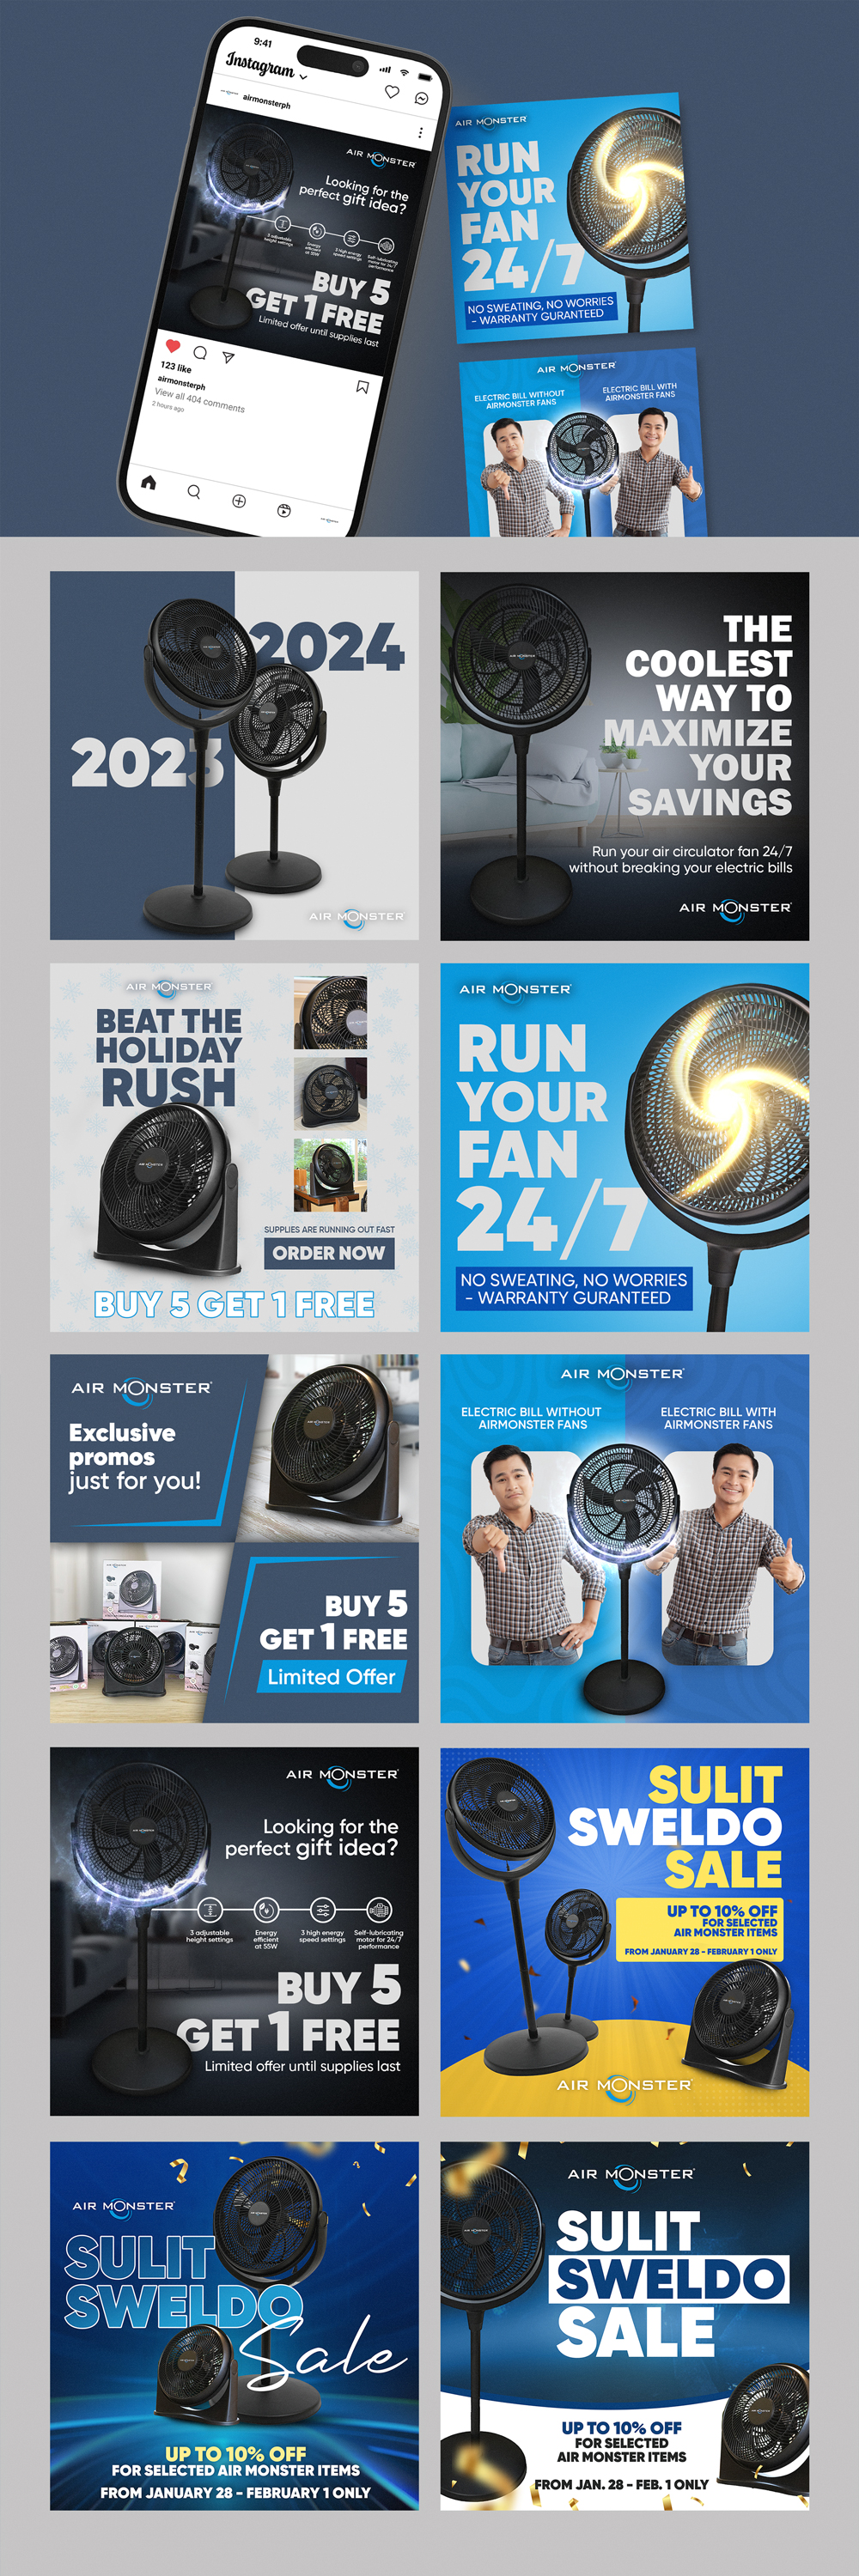 9:41
Instagram
airmonsterph
AIR MONSTER
Looking for the
perfect gift idea?
3 adjustable
height settings
Energy
efficient
at 55W
3 high energy
speed settings
Self-lubricating
motor for 24/7
performance
BUY 5
GET 1 FREE
Limited offer until supplies last
123 like
airmonsterph
View all 404 comments
2 hours ago
AIR MONSTER
RUN
YOUR
FAN
24/7
NO SWEATING, NO WORRIES
- WARRANTY GURANTEED
AIR MONSTER
ELECTRIC BILL WITHOUT
AIRMONSTER FANS
ELECTRIC BILL WITH
AIRMONSTER FANS
2024
2023
AIR MONSTER
THE
COOLEST
WAY TO
MAXIMIZE
YOUR
SAVINGS
Run your air circulator fan 24/7
without breaking your electric bills
AIR MONSTER
AIR MONSTER
BEAT THE
HOLIDAY
RUSH
SUPPLIES ARE RUNNING OUT FAST
ORDER NOW
BUY 5 GET 1 FREE
AIR MONSTER
RUN
YOUR
FAN
24/7
NO SWEATING, NO WORRIES
- WARRANTY GURANTEED
AIR MONSTER
Exclusive
promos
just for you!
BUY 5
GET 1 FREE
Limited Offer
AIR MONSTER
ELECTRIC BILL WITHOUT
AIRMONSTER FANS
ELECTRIC BILL WITH
AIRMONSTER FANS
AIR MONSTER
Looking for the
perfect gift idea?
3 adjustable
height settings
Energy
efficient
at 55W
3 high energy
speed settings
Self-lubricating
motor for 24/7
performance
BUY 5
GET 1 FREE
Limited offer until supplies last
SULIT
SWELDO
SALE
UP TO 10% OFF
FOR SELECTED
AIR MONSTER ITEMS
FROM JANUARY 28 - FEBRUARY 1 ONLY
AIR MONSTER
AIR MONSTER
SULIT
SWELDO
Sale
UP TO 10% OFF
FOR SELECTED AIR MONSTER ITEMS
FROM JANUARY 28 - FEBRUARY 1 ONLY
AIR MONSTER
SULIT
SWELDO
SALE
UP TO 10% OFF
FOR SELECTED
AIR MONSTER ITEMS
FROM JAN. 28 - FEB. 1 ONLY